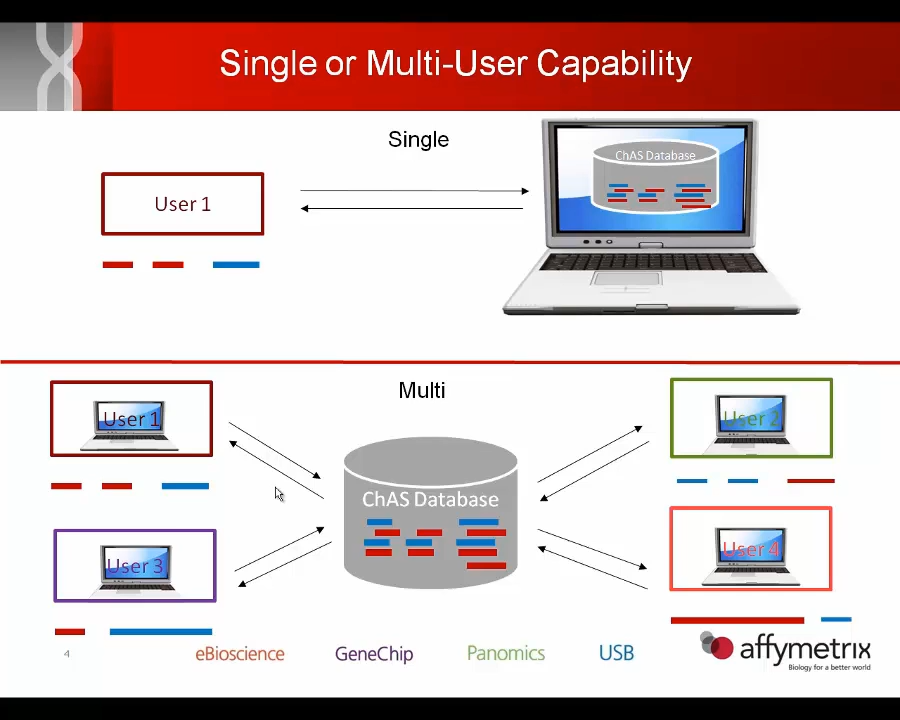 Single or Multi-User Capability
Single
ChAS Database
User 1
Multi
User 1
User 2
ChAS Database
User 3
User 4
4
eBioscience
GeneChip
Panomics
USB
affymetrix
Biology for a better world